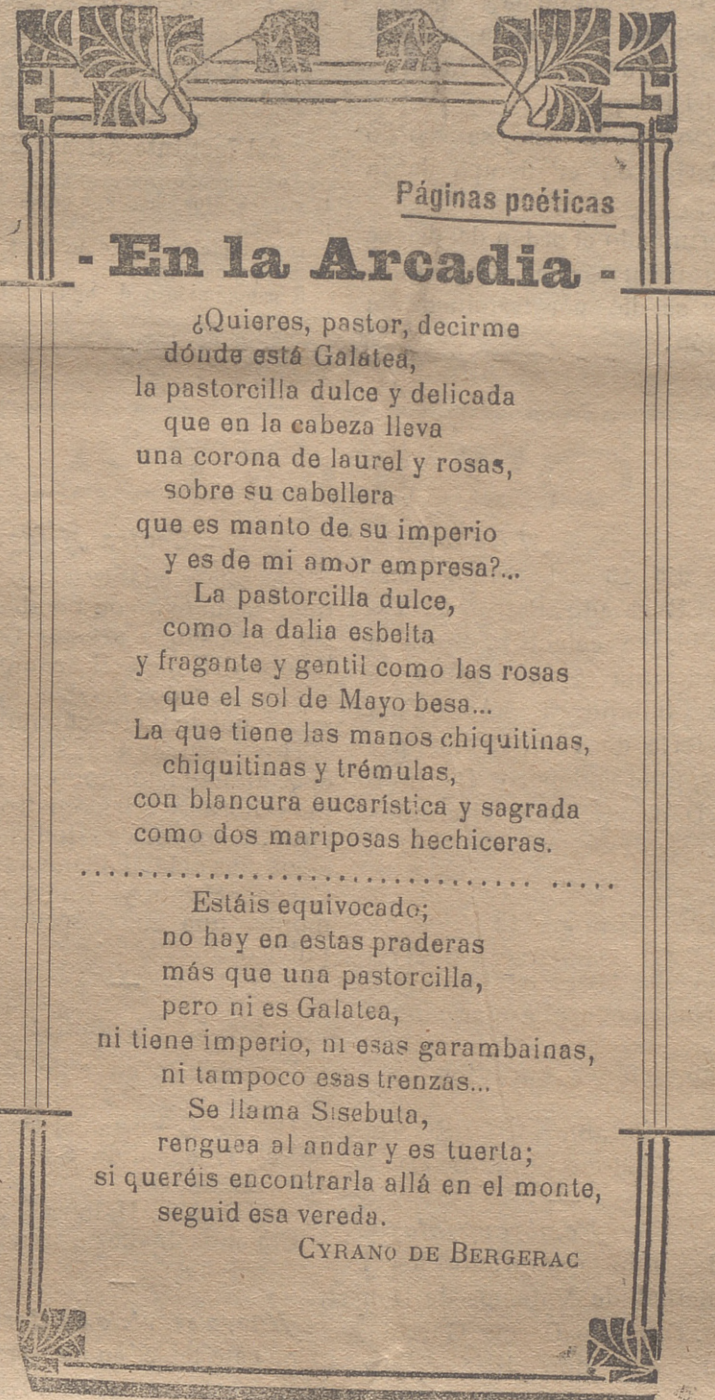 Páginas poéticas
- En la Arcadia -
¿Quieres, pastor, decirme
dónde está Galatea,
la pastorcilla dulce y delicada
que en la cabeza lleva
una corona de laurel y rosas,
sobre su cabellera
que es manto de su imperio
y es de mi amor empresa?...
La pastorcilla dulce,
como la dalia esbelta
y fragante y gentil como las rosas
que el sol de Mayo besa...
La que tiene las manos chiquitinas,
chiquitinas y trémulas,
con blancura eucarística y sagrada
como dos mariposas hechiceras.
. . . . . . . . . . . . . . . . . . . . . . . . . . . . . . . . . . . .
Estáis equivocado;
no hay en estas praderas
más que una pastorcilla,
pero ni es Galatea,
ni tiene imperio, ni esas garambainas,
ni tampoco esas trenzas...
Se llama Sisebuta,
renguea al andar y es tuerta;
si queréis encontrarla allá en el monte,
seguid esa vereda.
CYRANO DE BERGERAC